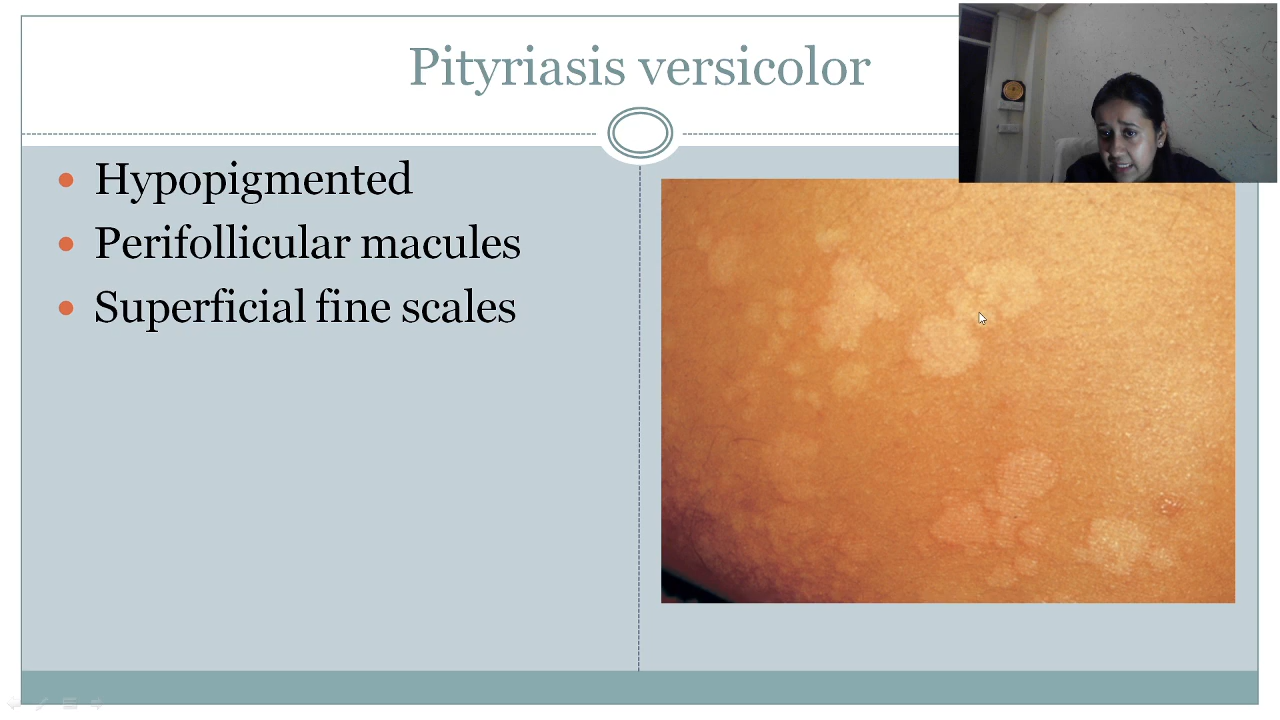 Pityriasis versicolor
Hypopigmented
Perifollicular macules
Superficial fine scales